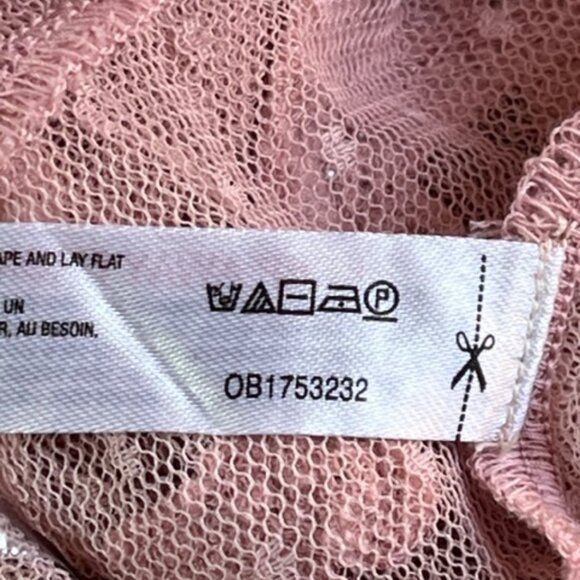 APE AND LAY FLAT
UN
R, AU BESOIN.
P
OB1753232